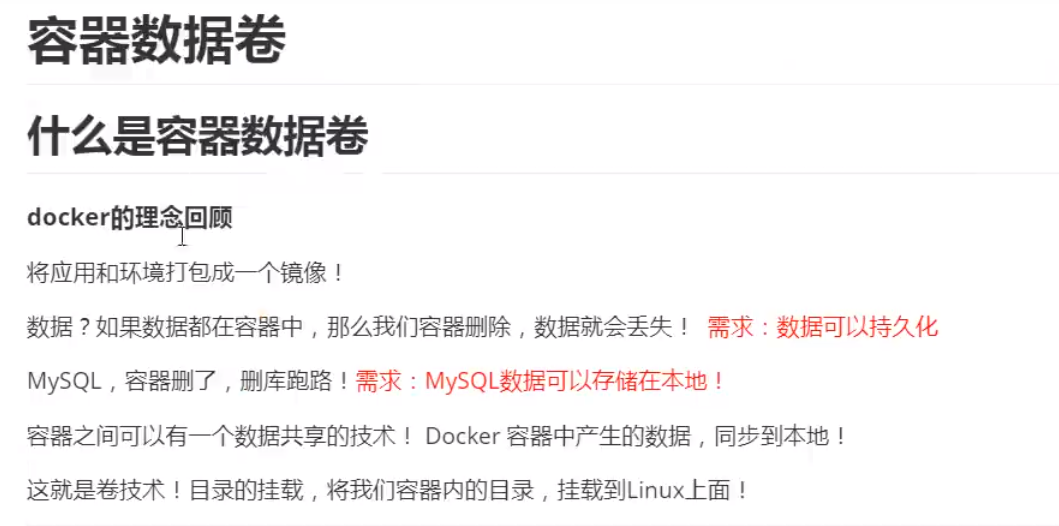 容器数据卷
什么是容器数据卷
docker的理念回顾
将应用和环境打包成一个镜像！
数据？如果数据都在容器中，那么我们容器删除，数据就会丢失！ 需求：数据可以持久化
MySQL，容器删了，删库跑路！需求：MySQL数据可以存储在本地！
容器之间可以有一个数据共享的技术！ Docker 容器中产生的数据，同步到本地！
这就是卷技术！目录的挂载，将我们容器内的目录，挂载到Linux上面！